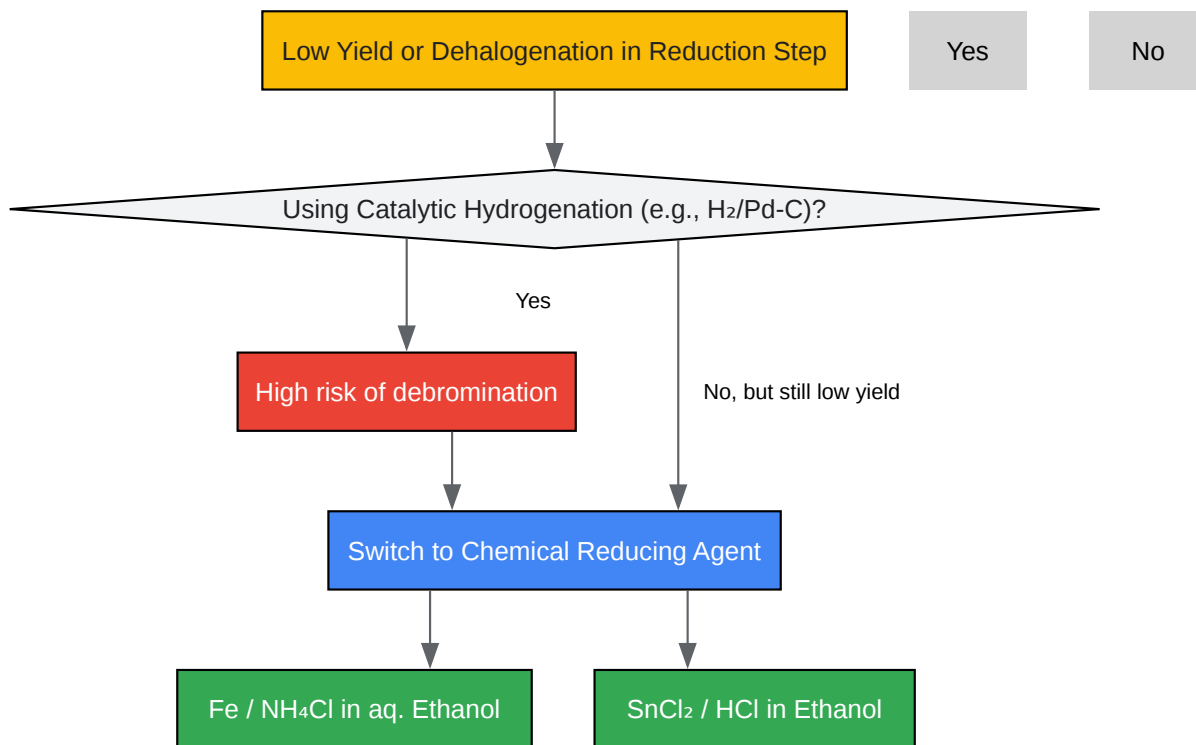 Low Yield or Dehalogenation in Reduction Step
Yes
No
Using Catalytic Hydrogenation (e.g., H₂/Pd-C)?
Yes
High risk of debromination
No, but still low yield
Switch to Chemical Reducing Agent
Fe / NH₄Cl in aq. Ethanol
SnCl₂ / HCl in Ethanol